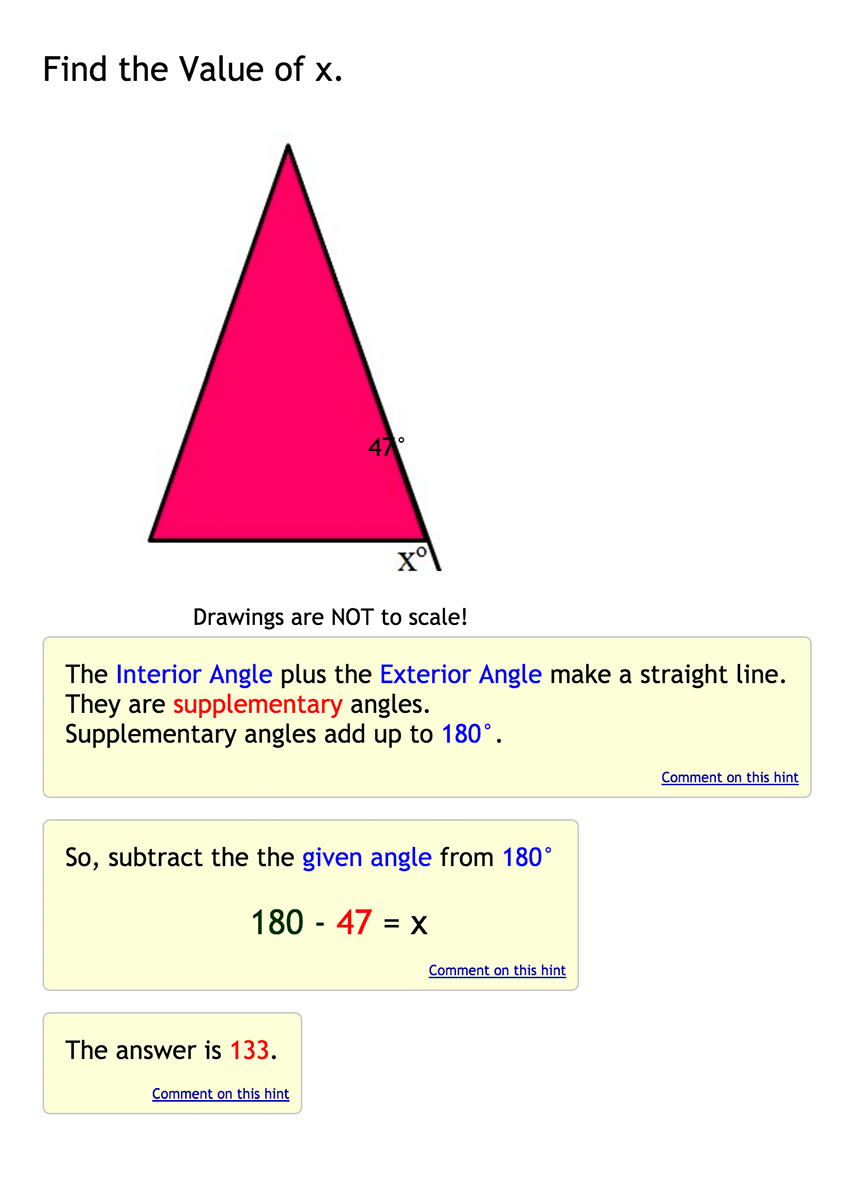 Find the Value of x.
47°
xº
Drawings are NOT to scale!
The Interior Angle plus the Exterior Angle make a straight line.
They are supplementary angles.
Supplementary angles add up to 180°.
Comment on this hint
So, subtract the the given angle from 180°
180 - 47 = x
Comment on this hint
The answer is 133.
Comment on this hint